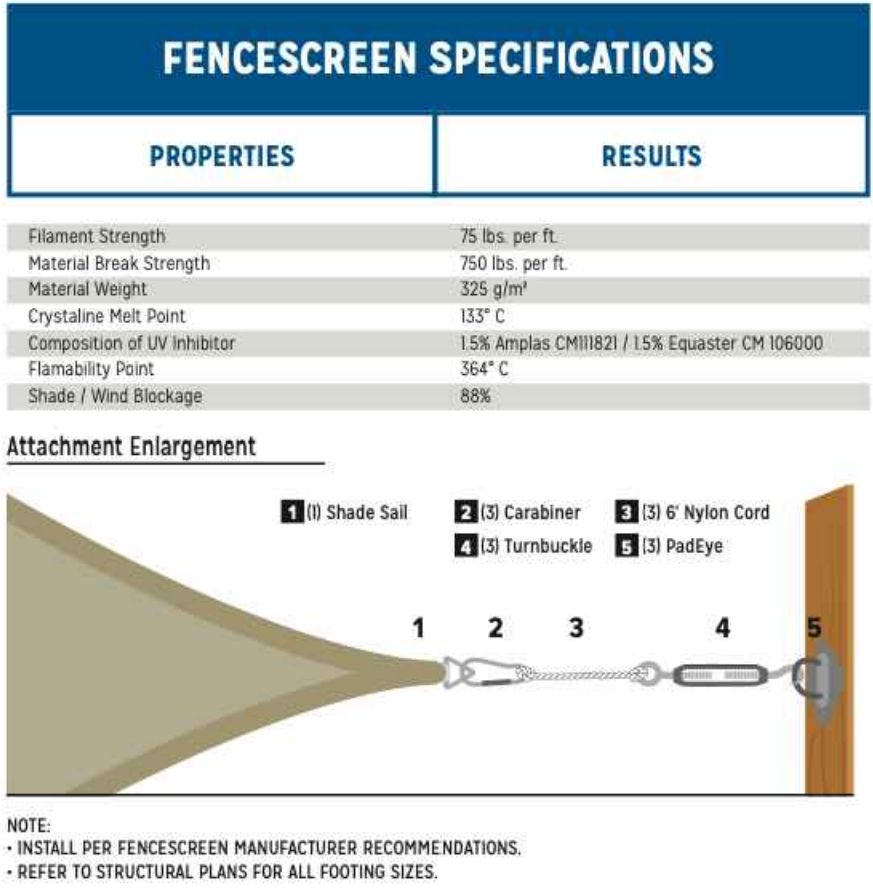 FENCESCREEN SPECIFICATIONS
PROPERTIES RESULTS
Filament Strength 75 lbs. per ft.
Material Break Strength 750 lbs. per ft.
Material Weight 325 g/m²
Crystaline Melt Point 133° C
Composition of UV Inhibitor 1.5% Amplas CM111821 / 1.5% Equaster CM 106000
Flamability Point 364° C
Shade / Wind Blockage 88%
Attachment Enlargement
1 (1) Shade Sail 2 (3) Carabiner 3 (3) 6' Nylon Cord
4 (3) Turnbuckle 5 (3) PadEye
1 2 3 4 5
NOTE:
• INSTALL PER FENCESCREEN MANUFACTURER RECOMMENDATIONS.
• REFER TO STRUCTURAL PLANS FOR ALL FOOTING SIZES.